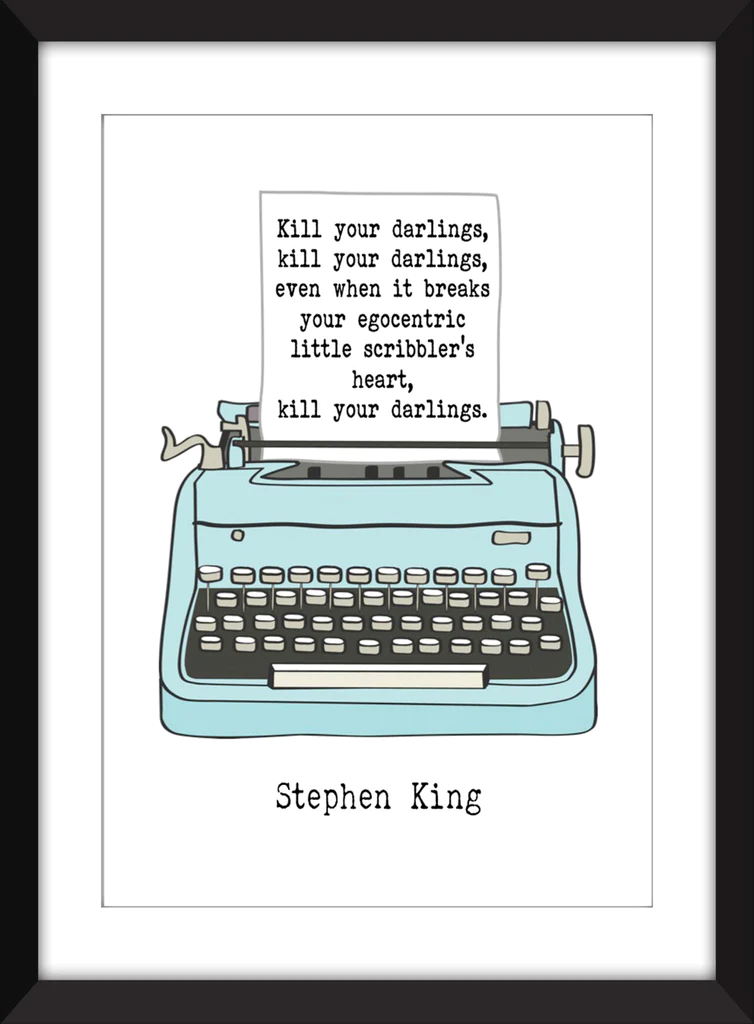 Kill your darlings,
kill your darlings,
even when it breaks
your egocentric
little scribbler's
heart,
kill your darlings.
Stephen King